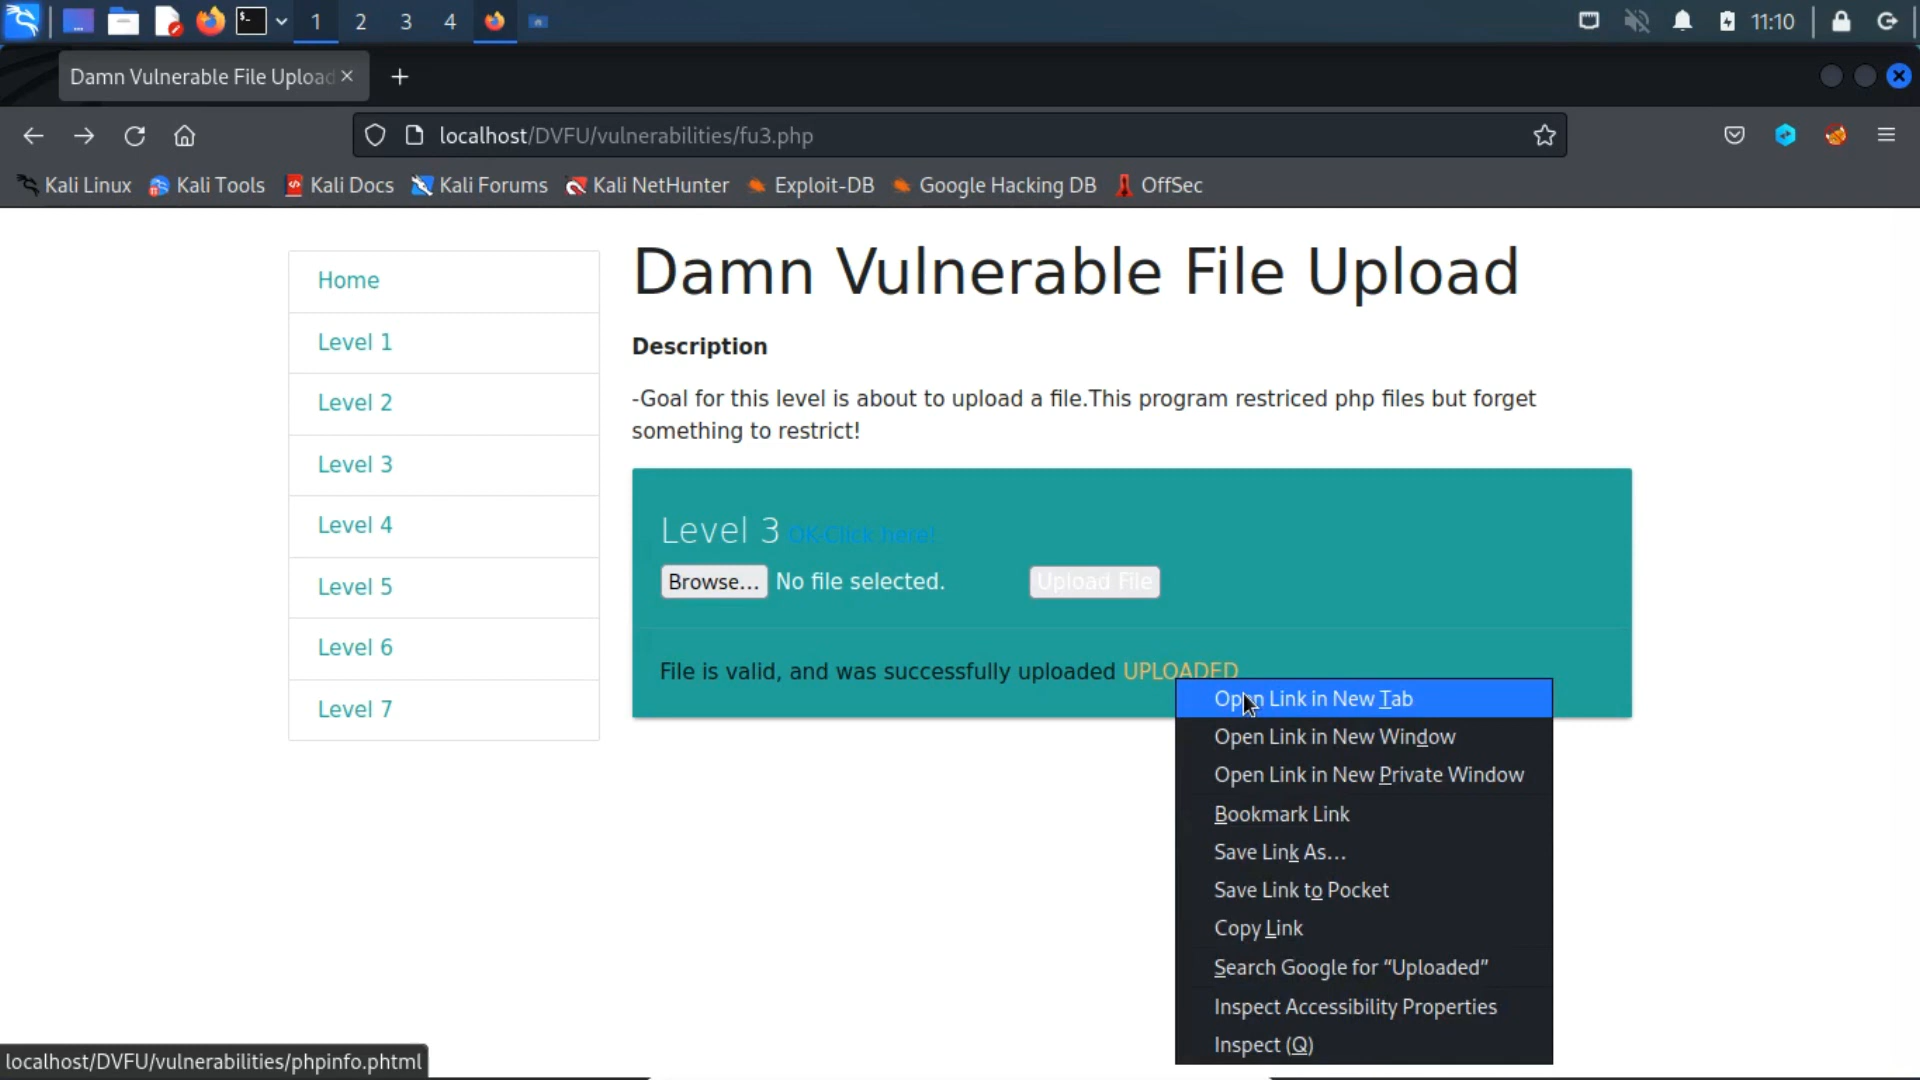 1 2 3 4 11:10
Damn Vulnerable File Upload
localhost/DVFU/vulnerabilities/fu3.php
Kali Linux Kali Tools Kali Docs Kali Forums Kali NetHunter Exploit-DB Google Hacking DB OffSec
Home
Level 1
Level 2
Level 3
Level 4
Level 5
Level 6
Level 7
Damn Vulnerable File Upload
Description
-Goal for this level is about to upload a file.This program restriced php files but forget
something to restrict!
Level 3 OK-Click here!
Browse... No file selected. Upload File
File is valid, and was successfully uploaded UPLOADED
Open Link in New Tab
Open Link in New Window
Open Link in New Private Window
Bookmark Link
Save Link As...
Save Link to Pocket
Copy Link
Search Google for “Uploaded”
Inspect Accessibility Properties
Inspect (Q)
localhost/DVFU/vulnerabilities/phpinfo.phtml